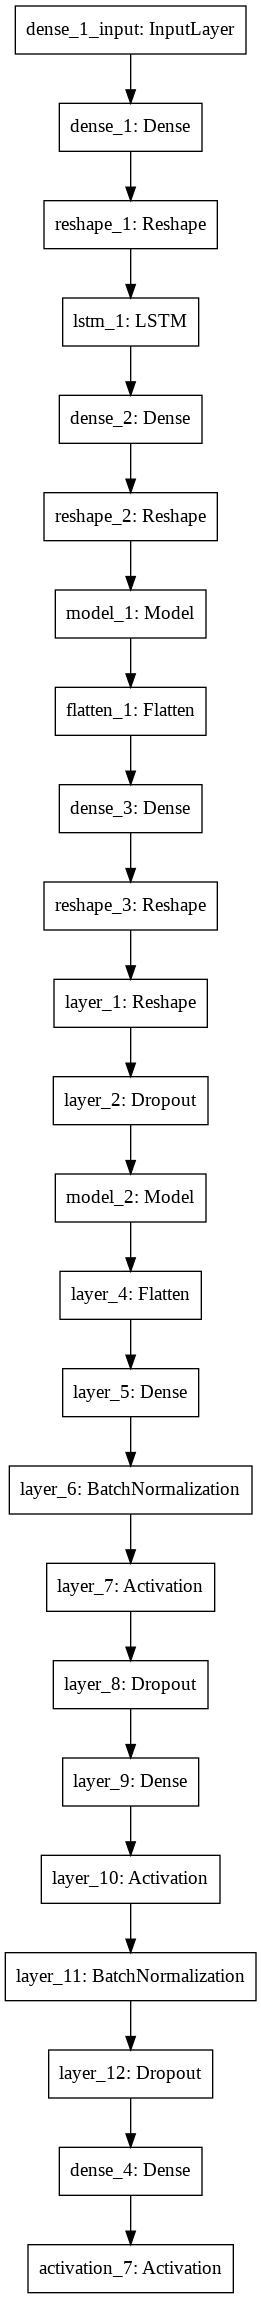 dense_1_input: InputLayer
dense_1: Dense
reshape_1: Reshape
lstm_1: LSTM
dense_2: Dense
reshape_2: Reshape
model_1: Model
flatten_1: Flatten
dense_3: Dense
reshape_3: Reshape
layer_1: Reshape
layer_2: Dropout
model_2: Model
layer_4: Flatten
layer_5: Dense
layer_6: BatchNormalization
layer_7: Activation
layer_8: Dropout
layer_9: Dense
layer_10: Activation
layer_11: BatchNormalization
layer_12: Dropout
dense_4: Dense
activation_7: Activation